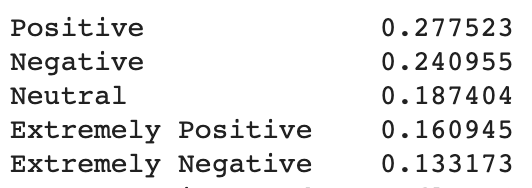 Positive 0.277523
Negative 0.240955
Neutral 0.187404
Extremely Positive 0.160945
Extremely Negative 0.133173